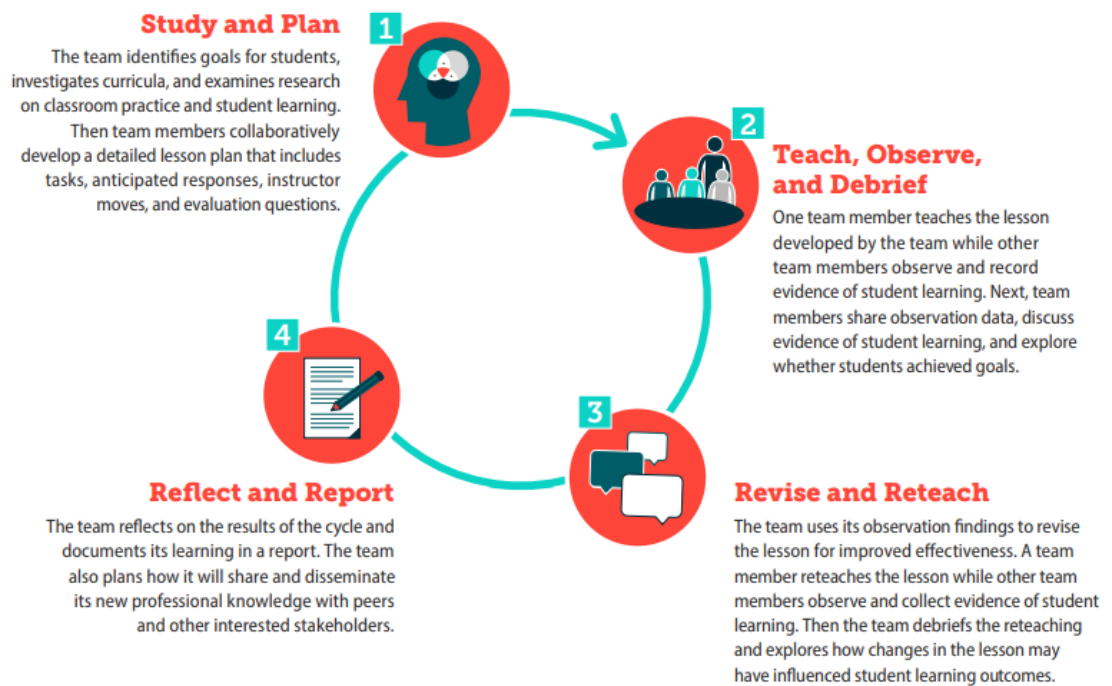 1
Study and Plan
The team identifies goals for students,
investigates curricula, and examines research
on classroom practice and student learning.
Then team members collaboratively
develop a detailed lesson plan that includes
tasks, anticipated responses, instructor
moves, and evaluation questions.
2
Teach, Observe,
and Debrief
One team member teaches the lesson
developed by the team while other
team members observe and record
evidence of student learning. Next, team
members share observation data, discuss
evidence of student learning, and explore
whether students achieved goals.
3
Revise and Reteach
The team uses its observation findings to revise
the lesson for improved effectiveness. A team
member reteaches the lesson while other team
members observe and collect evidence of student
learning. Then the team debriefs the reteaching
and explores how changes in the lesson may
have influenced student learning outcomes.
4
Reflect and Report
The team reflects on the results of the cycle and
documents its learning in a report. The team
also plans how it will share and disseminate
its new professional knowledge with peers
and other interested stakeholders.